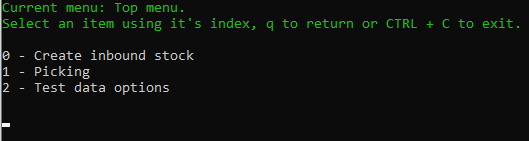 Current menu: Top menu.
Select an item using it's index, q to return or CTRL + C to exit.
0 - Create inbound stock
1 - Picking
2 - Test data options